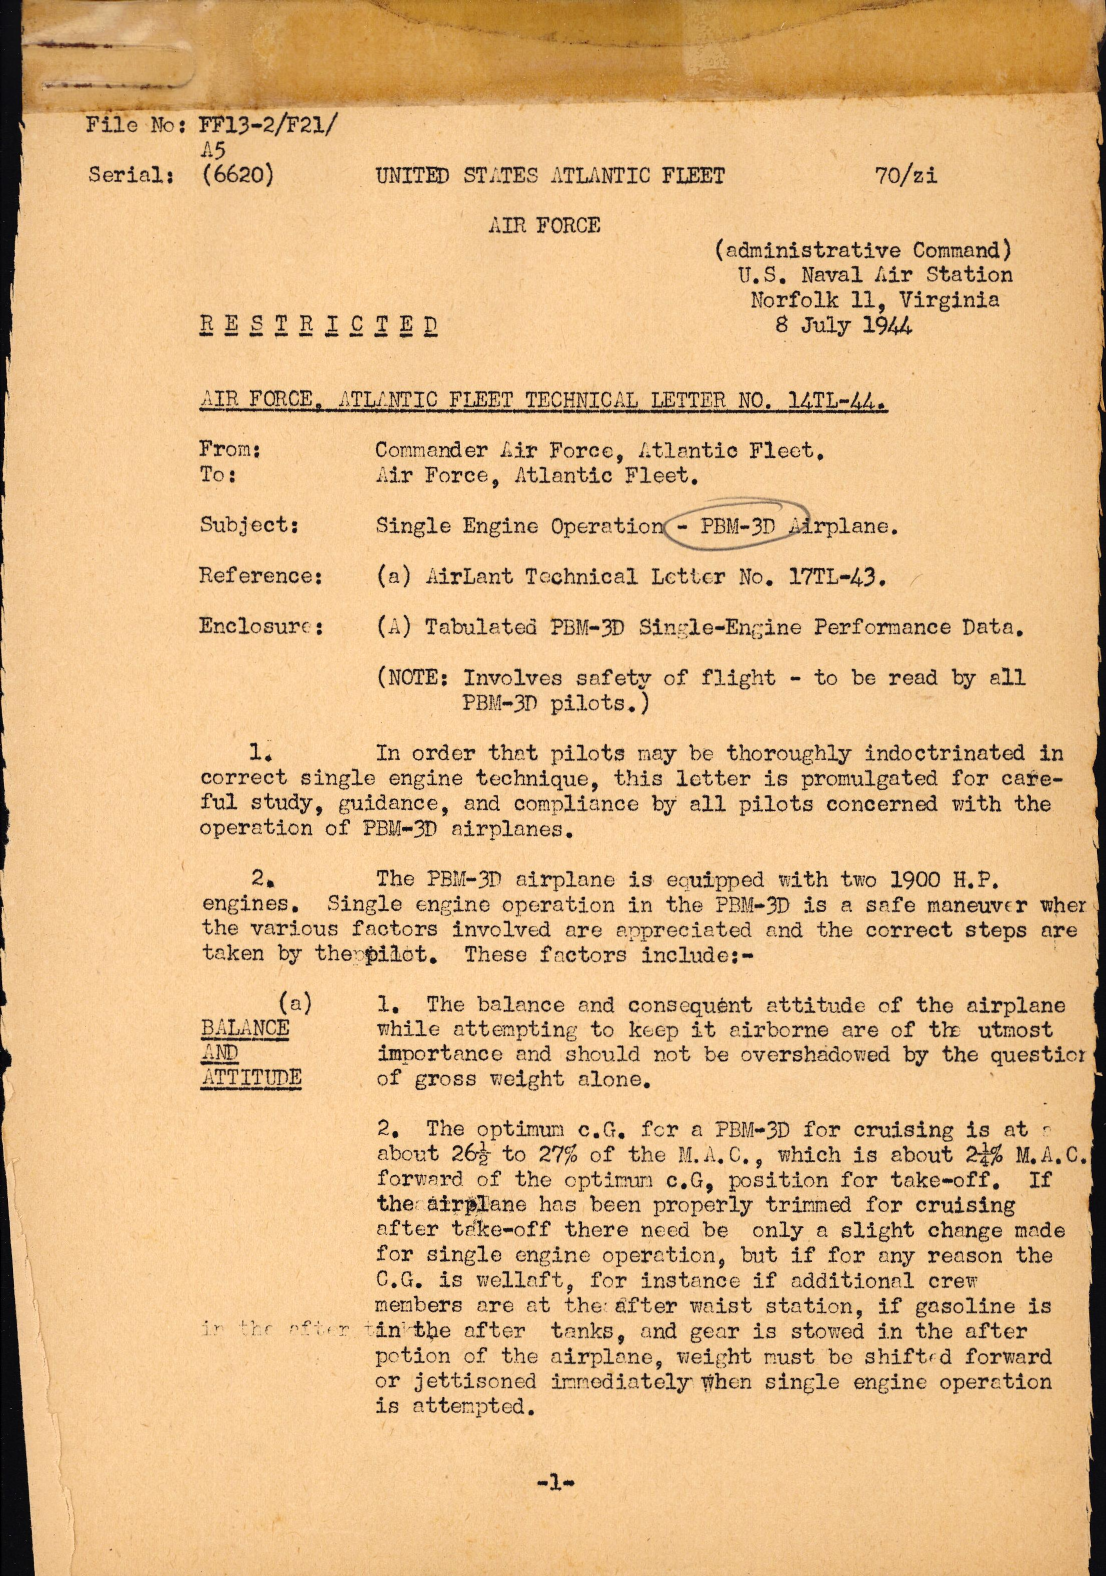 File No: FF13-2/F21/
A5
Serial: (6620) UNITED STATES ATLANTIC FLEET 70/zi
AIR FORCE
(administrative Command)
U.S. Naval Air Station
Norfolk 11, Virginia
RESTRICTED 8 July 1944
AIR FORCE, ATLANTIC FLEET TECHNICAL LETTER NO. 14TL-44.
From: Commander Air Force, Atlantic Fleet.
To: Air Force, Atlantic Fleet.
Subject: Single Engine Operation - PBM-3D Airplane.
Reference: (a) AirLant Technical Letter No. 17TL-43.
Enclosure: (A) Tabulated PBM-3D Single-Engine Performance Data.
(NOTE: Involves safety of flight - to be read by all
PBM-3D pilots.)
1. In order that pilots may be thoroughly indoctrinated in
correct single engine technique, this letter is promulgated for care-
ful study, guidance, and compliance by all pilots concerned with the
operation of PBM-3D airplanes.
2. The PBM-3D airplane is equipped with two 1900 H.P.
engines. Single engine operation in the PBM-3D is a safe maneuver when
the various factors involved are appreciated and the correct steps are
taken by the pilot. These factors include:-
(a) 1. The balance and consequent attitude of the airplane
BALANCE while attempting to keep it airborne are of the utmost
AND importance and should not be overshadowed by the question
ATTITUDE of gross weight alone.
2. The optimum c.G. for a PBM-3D for cruising is at
about 26½ to 27% of the M.A.C., which is about 2¼% M.A.C.
forward of the optimum c.G, position for take-off. If
the airplane has been properly trimmed for cruising
after take-off there need be only a slight change made
for single engine operation, but if for any reason the
C.G. is wellaft, for instance if additional crew
members are at the after waist station, if gasoline is
in the after in the after tanks, and gear is stowed in the after
potion of the airplane, weight must be shifted forward
or jettisoned immediately when single engine operation
is attempted.
-1-